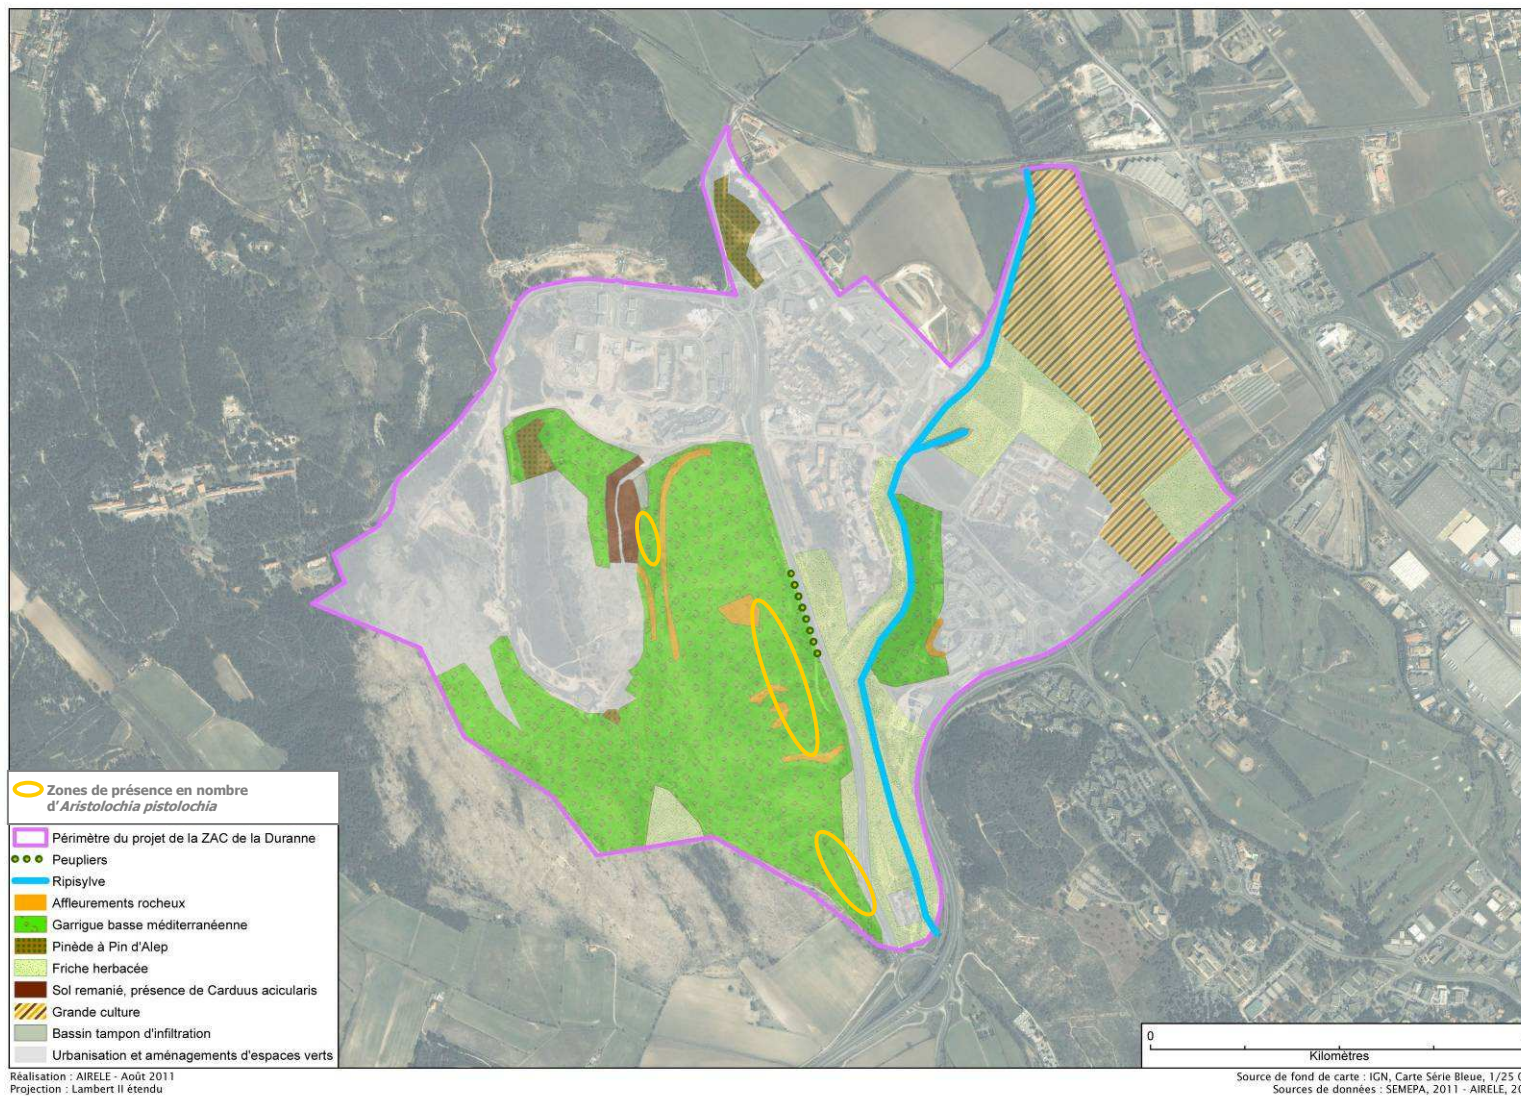 Zones de présence en nombre
d'Aristolochia pistolochia
Périmètre du projet de la ZAC de la Duranne
Peupliers
Ripisylve
Affleurements rocheux
Garrigue basse méditerranéenne
Pinède à Pin d'Alep
Friche herbacée
Sol remanié, présence de Carduus acicularis
Grande culture
Bassin tampon d'infiltration
Urbanisation et aménagements d'espaces verts
Réalisation : AIRELE - Août 2011
Projection : Lambert II étendu
0
Kilomètres
Source de fond de carte : IGN, Carte Série Bleue, 1/25 0
Sources de données : SEMEPA, 2011 - AIRELE, 20